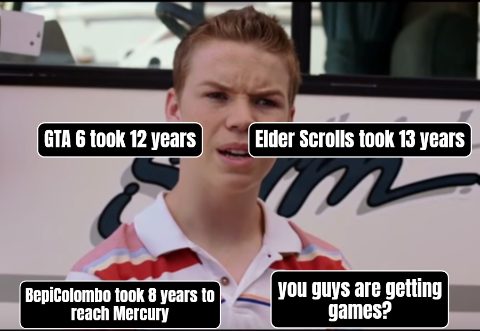 GTA 6 took 12 years
Elder Scrolls took 13 years
BepiColombo took 8 years to
reach Mercury
you guys are getting
games?